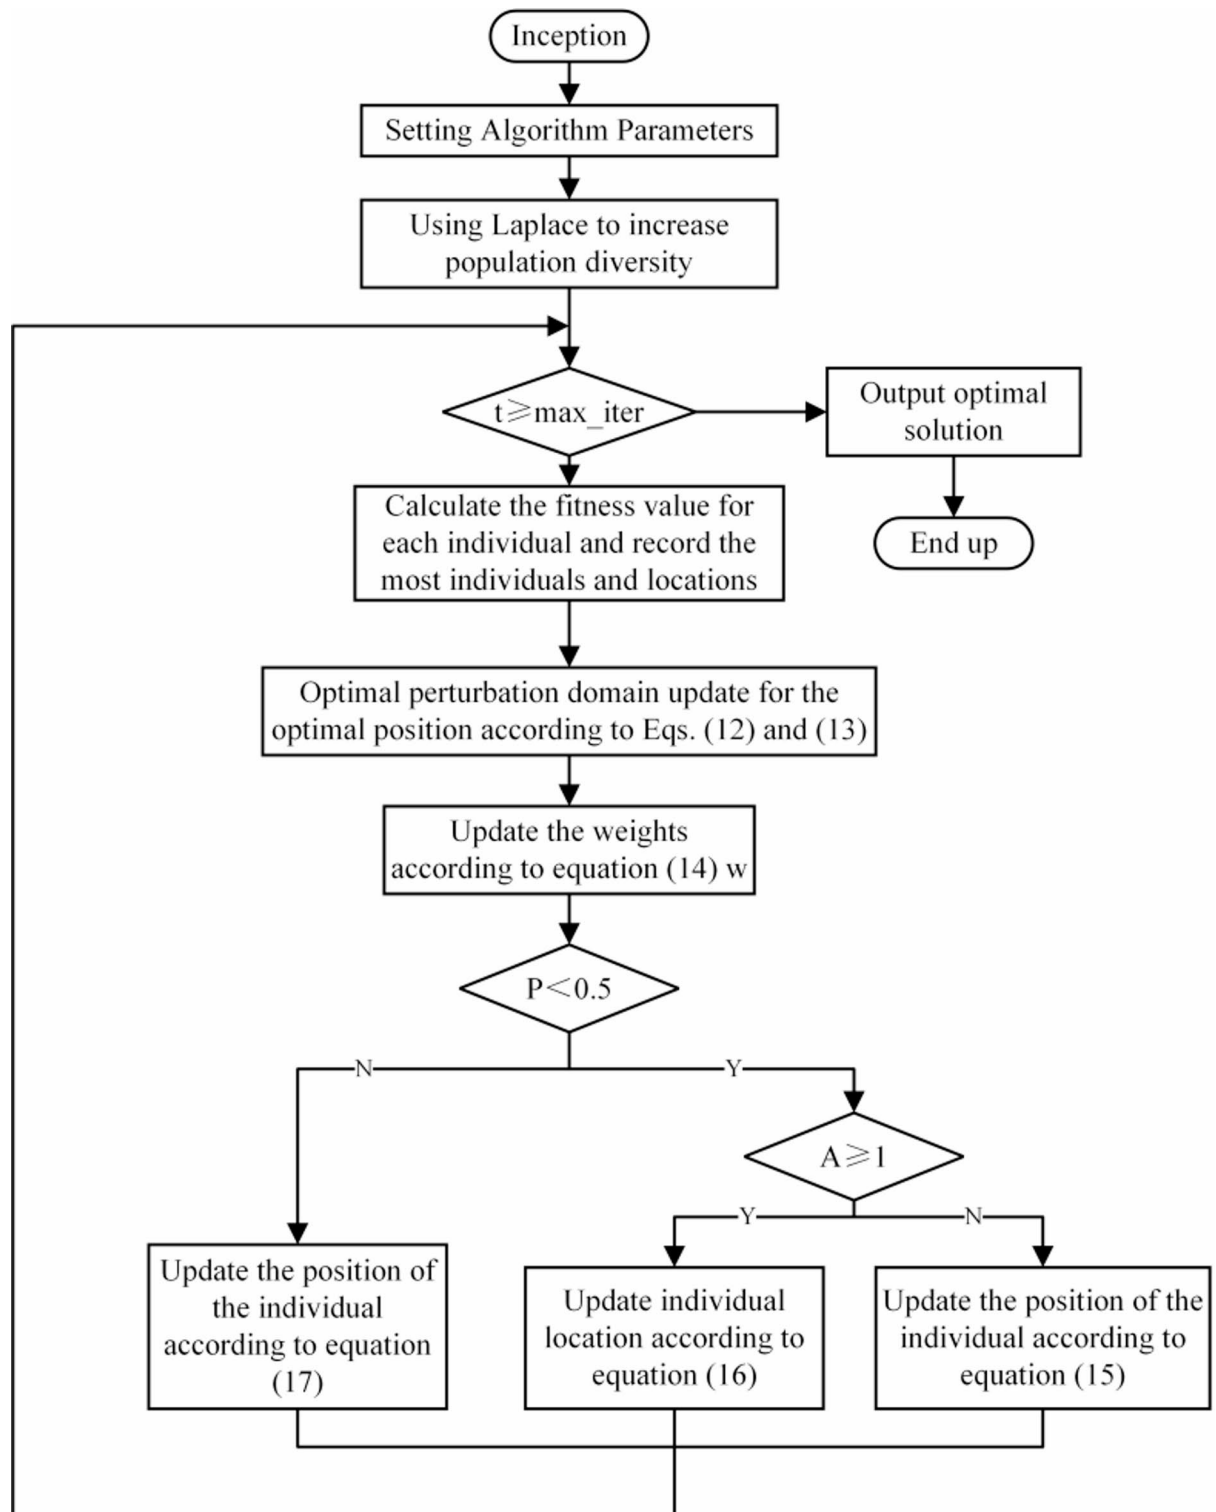 Inception
Setting Algorithm Parameters
Using Laplace to increase
population diversity
t≥max_iter
Output optimal
solution
End up
Calculate the fitness value for
each individual and record the
most individuals and locations
Optimal perturbation domain update for the
optimal position according to Eqs. (12) and (13)
Update the weights
according to equation (14) w
P<0.5
N
Y
A≥1
Y
N
Update the position of
the individual
according to equation
(17)
Update individual
location according to
equation (16)
Update the position of the
individual according to
equation (15)